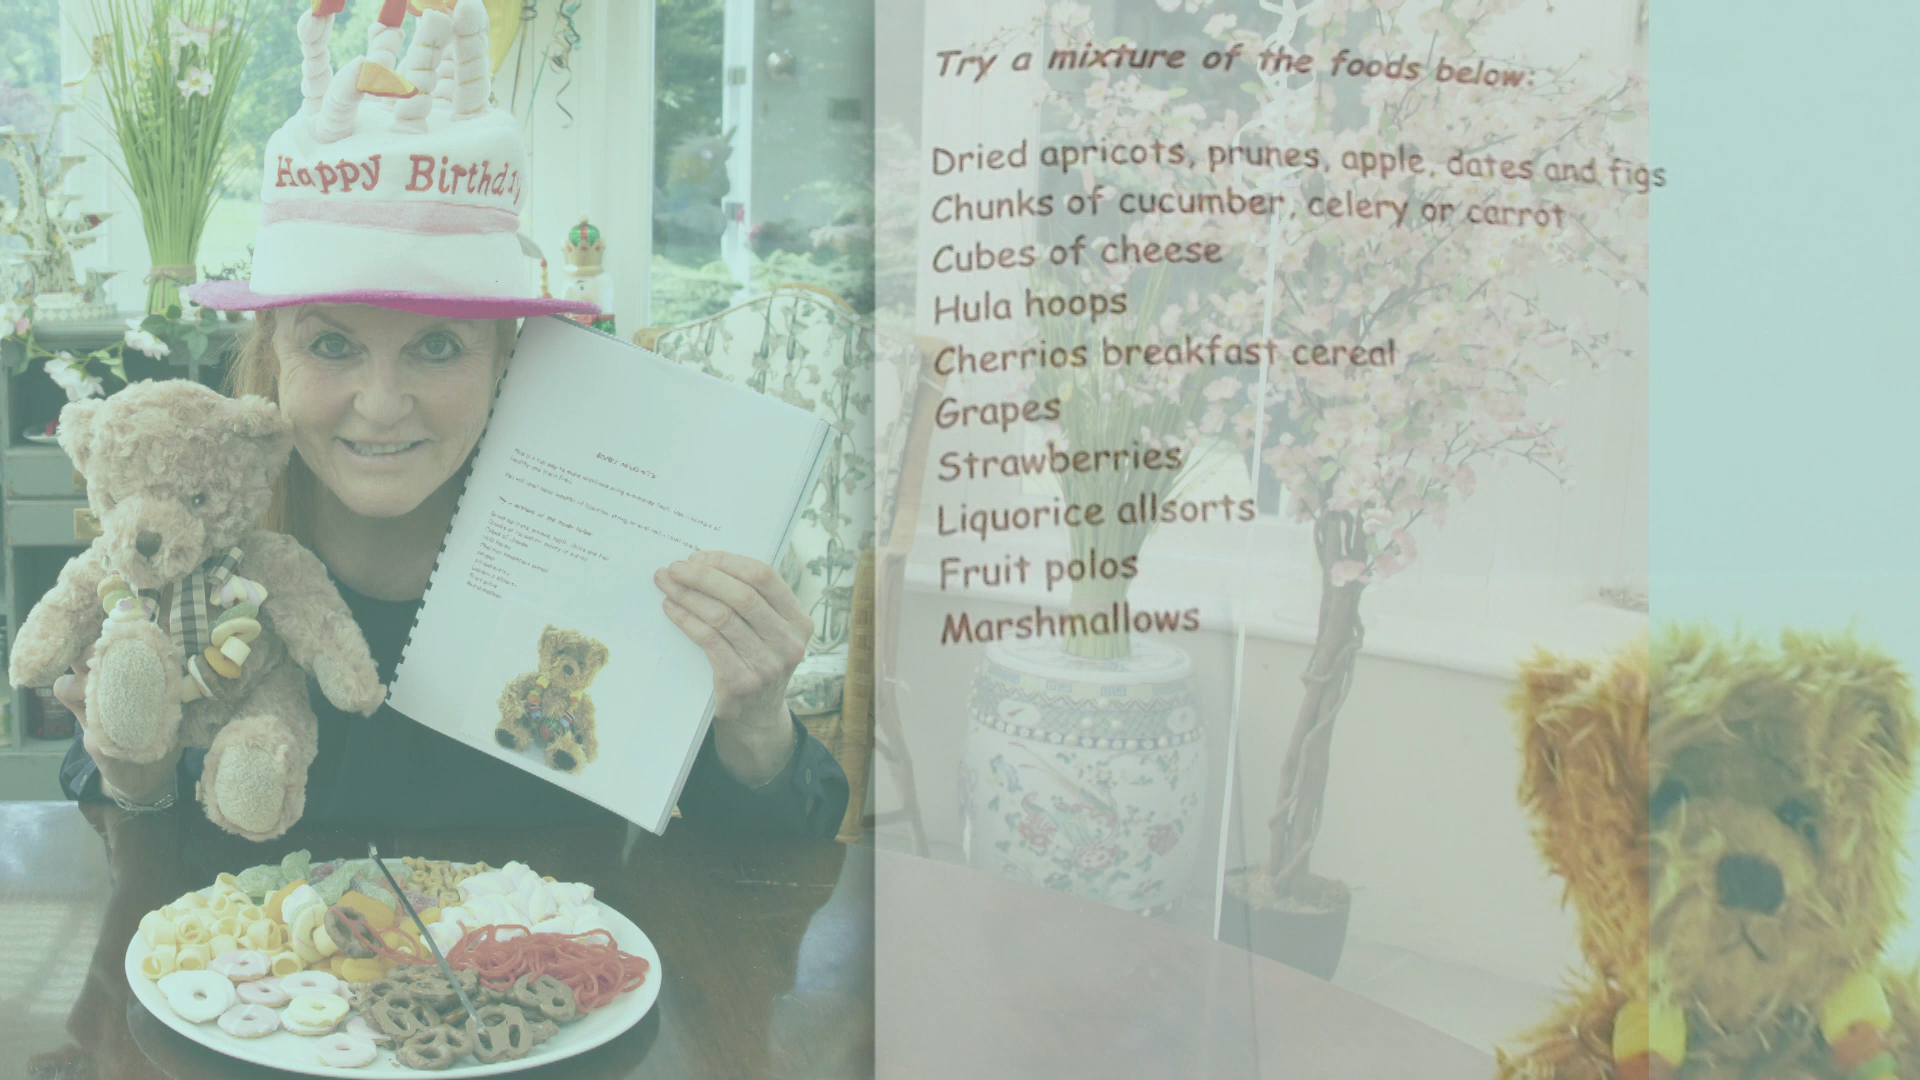 Happy Birthday
Try a mixture of the foods below:
Dried apricots, prunes, apple, dates and figs
Chunks of cucumber, celery or carrot
Cubes of cheese
Hula hoops
Cherrios breakfast cereal
Grapes
Strawberries
Liquorice allsorts
Fruit polos
Marshmallows